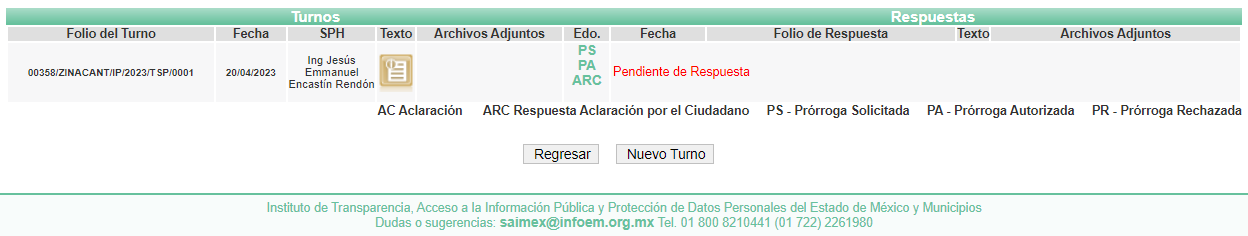 Turnos Respuestas
Folio del Turno Fecha SPH Texto Archivos Adjuntos Edo. Fecha Folio de Respuesta Texto Archivos Adjuntos
00358/ZINACANT/IP/2023/TSP/0001 20/04/2023 Ing Jesús Emmanuel Encastín Rendón PS PA ARC Pendiente de Respuesta
AC Aclaración ARC Respuesta Aclaración por el Ciudadano PS - Prórroga Solicitada PA - Prórroga Autorizada PR - Prórroga Rechazada
Regresar Nuevo Turno
Instituto de Transparencia, Acceso a la Información Pública y Protección de Datos Personales del Estado de México y Municipios
Dudas o sugerencias: saimex@infoem.org.mx Tel. 01 800 8210441 (01 722) 2261980